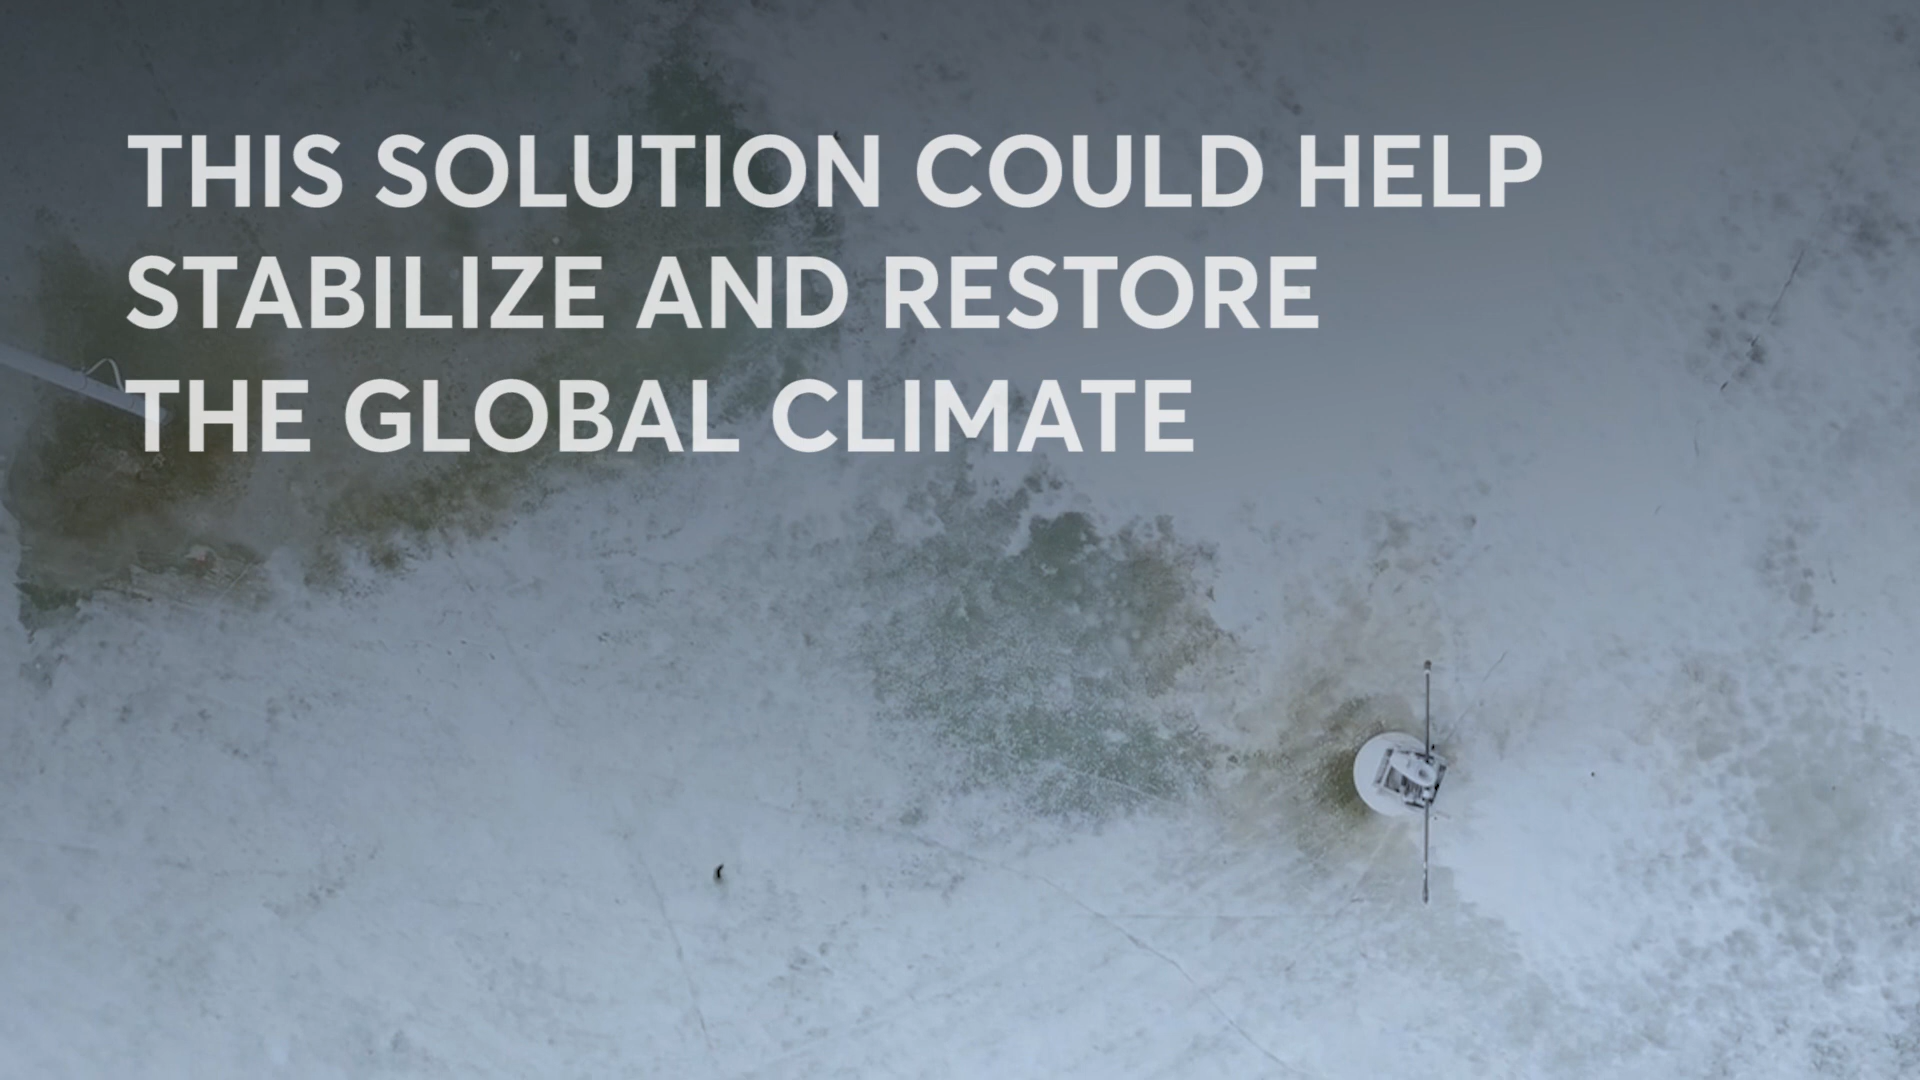 THIS SOLUTION COULD HELP
STABILIZE AND RESTORE
THE GLOBAL CLIMATE